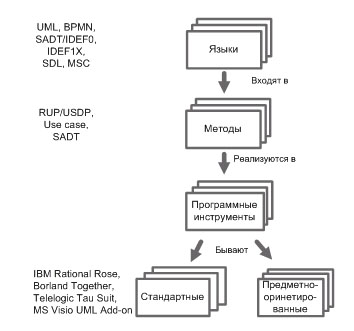 UML, BPMN,
SADT/IDEF0,
IDEF1X,
SDL, MSC
Языки
Входят в
RUP/USDP,
Use case,
SADT
Методы
Реализуются в
Программные
инструменты
Бывают
IBM Rational Rose,
Borland Together,
Telelogic Tau Suit,
MS Visio UML Add-on
Стандартные
Предметно-
оринетиро-
ванные